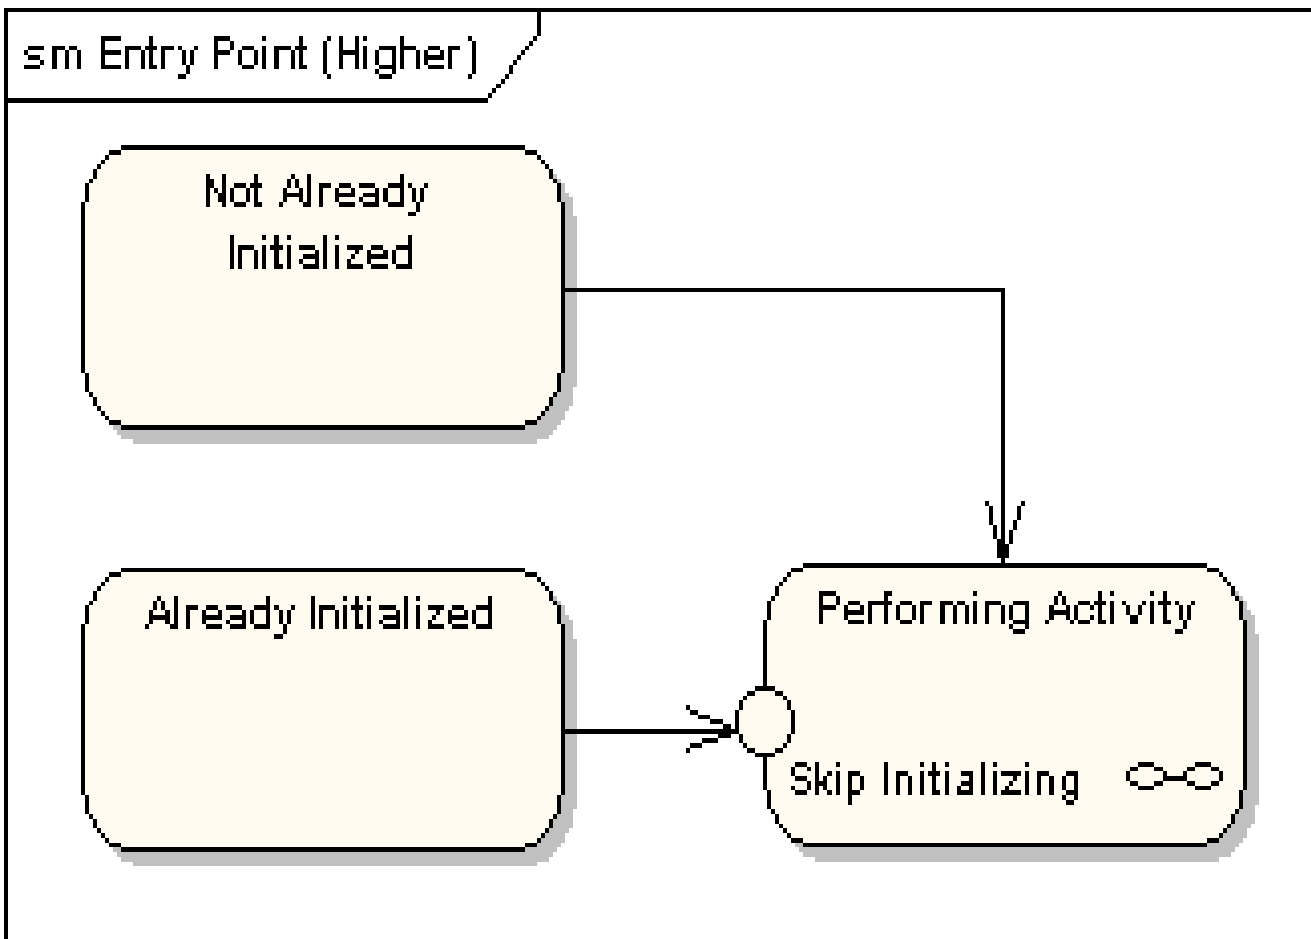 sm Entry Point (Higher)
Not Already
Initialized
Already Initialized
Performing Activity
Skip Initializing